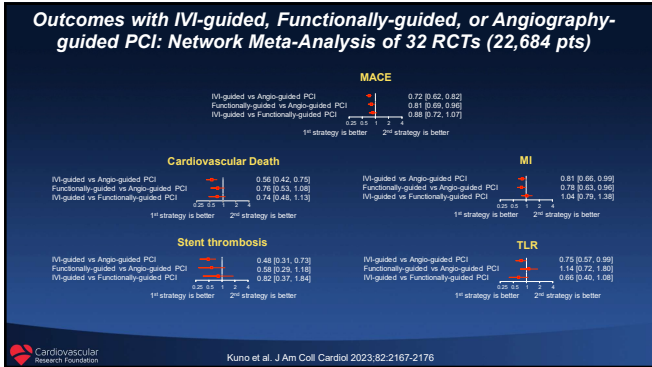 Outcomes with IVI-guided, Functionally-guided, or Angiography-
guided PCI: Network Meta-Analysis of 32 RCTs (22,684 pts)
MACE
IVI-guided vs Angio-guided PCI 0.72 [0.62, 0.82]
Functionally-guided vs Angio-guided PCI 0.81 [0.69, 0.96]
IVI-guided vs Functionally-guided PCI 0.88 [0.72, 1.07]
0.25 0.5 1 2 4
1st strategy is better 2nd strategy is better
Cardiovascular Death
IVI-guided vs Angio-guided PCI 0.56 [0.42, 0.75]
Functionally-guided vs Angio-guided PCI 0.76 [0.53, 1.08]
IVI-guided vs Functionally-guided PCI 0.74 [0.48, 1.13]
0.25 0.5 1 2 4
1st strategy is better 2nd strategy is better
MI
IVI-guided vs Angio-guided PCI 0.81 [0.66, 0.99]
Functionally-guided vs Angio-guided PCI 0.78 [0.63, 0.96]
IVI-guided vs Functionally-guided PCI 1.04 [0.79, 1.38]
0.25 0.5 1 2 4
1st strategy is better 2nd strategy is better
Stent thrombosis
IVI-guided vs Angio-guided PCI 0.48 [0.31, 0.73]
Functionally-guided vs Angio-guided PCI 0.58 [0.29, 1.18]
IVI-guided vs Functionally-guided PCI 0.82 [0.37, 1.84]
0.25 0.5 1 2 4
1st strategy is better 2nd strategy is better
TLR
IVI-guided vs Angio-guided PCI 0.75 [0.57, 0.99]
Functionally-guided vs Angio-guided PCI 1.14 [0.72, 1.80]
IVI-guided vs Functionally-guided PCI 0.66 [0.40, 1.08]
0.25 0.5 1 2 4
1st strategy is better 2nd strategy is better
Cardiovascular
Research Foundation
Kuno et al. J Am Coll Cardiol 2023;82:2167-2176